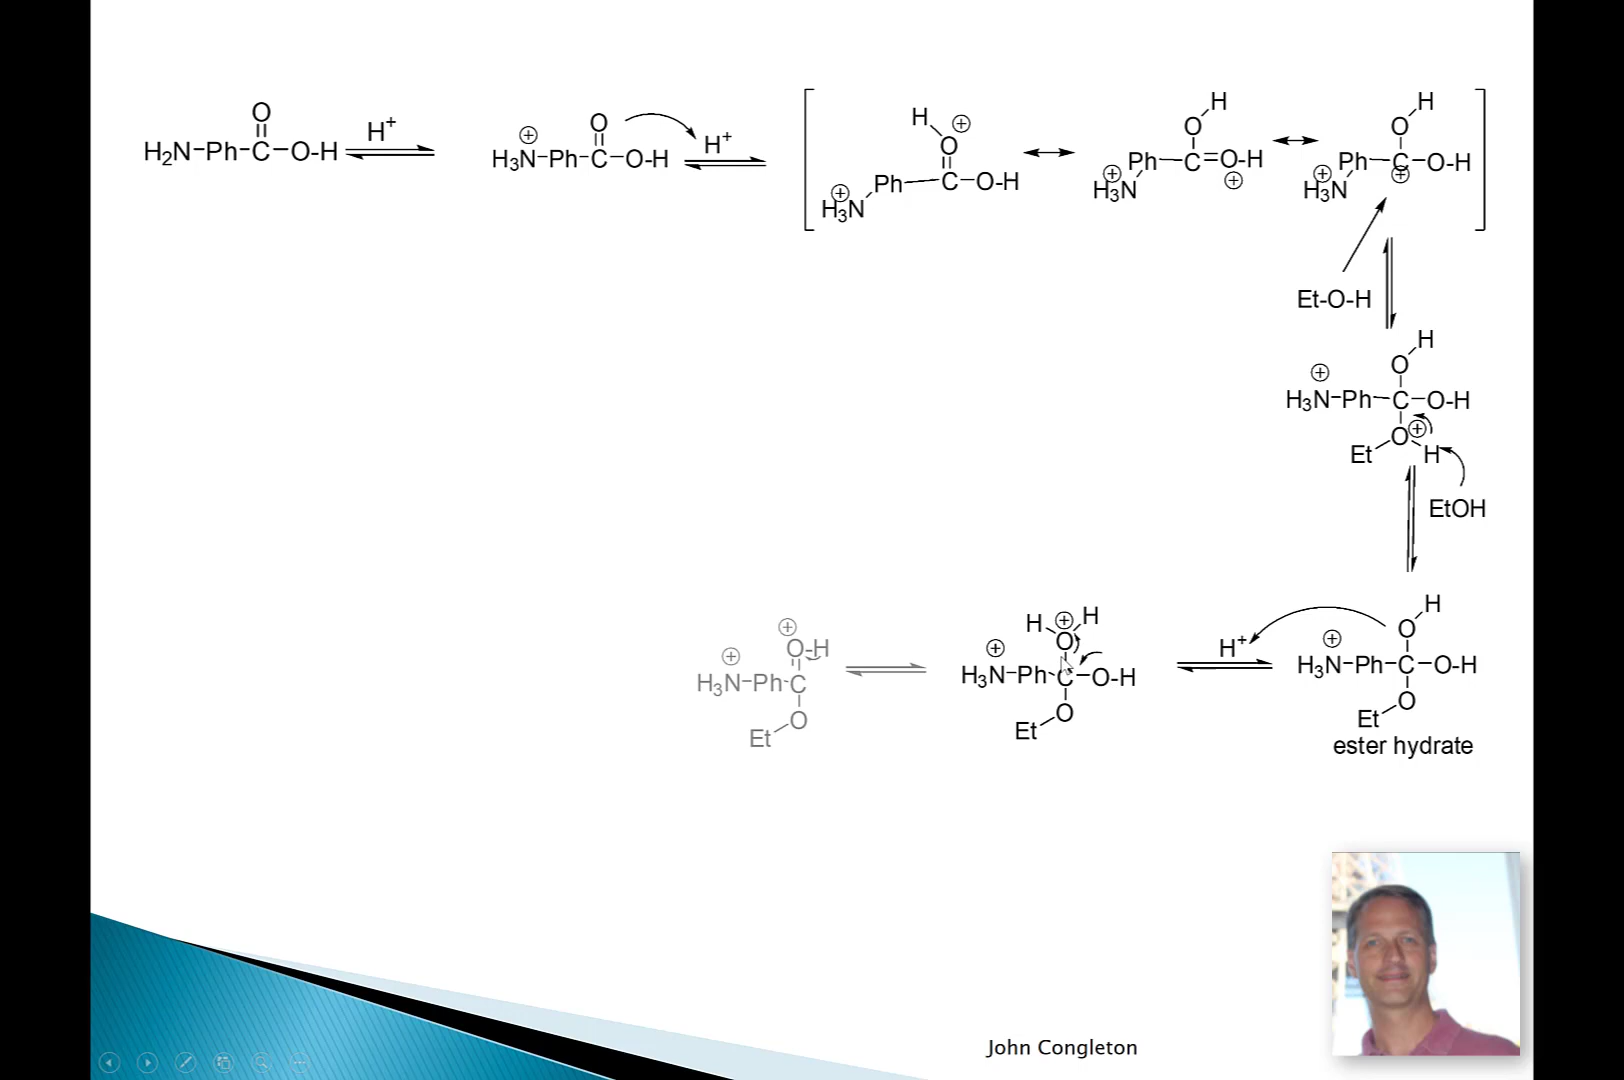 H₂N-Ph-C-O-H
O
H⁺
H₃N-Ph-C-O-H
⊕
O
H⁺
H
O
⊕
Ph-C-O-H
H₃N
⊕
H
O
Ph-C=O-H
⊕
H₃N
⊕
H
O
Ph-C-O-H
⊕
H₃N
⊕
Et-O-H
H
O
⊕
H₃N-Ph-C-O-H
O
⊕
Et
H
EtOH
H
O
⊕
H₃N-Ph-C-O-H
O
Et
ester hydrate
H⁺
H
⊕
H
O
⊕
H₃N-Ph-C-O-H
O
Et
⊕
O-H
⊕
H₃N-Ph-C
O
Et
John Congleton